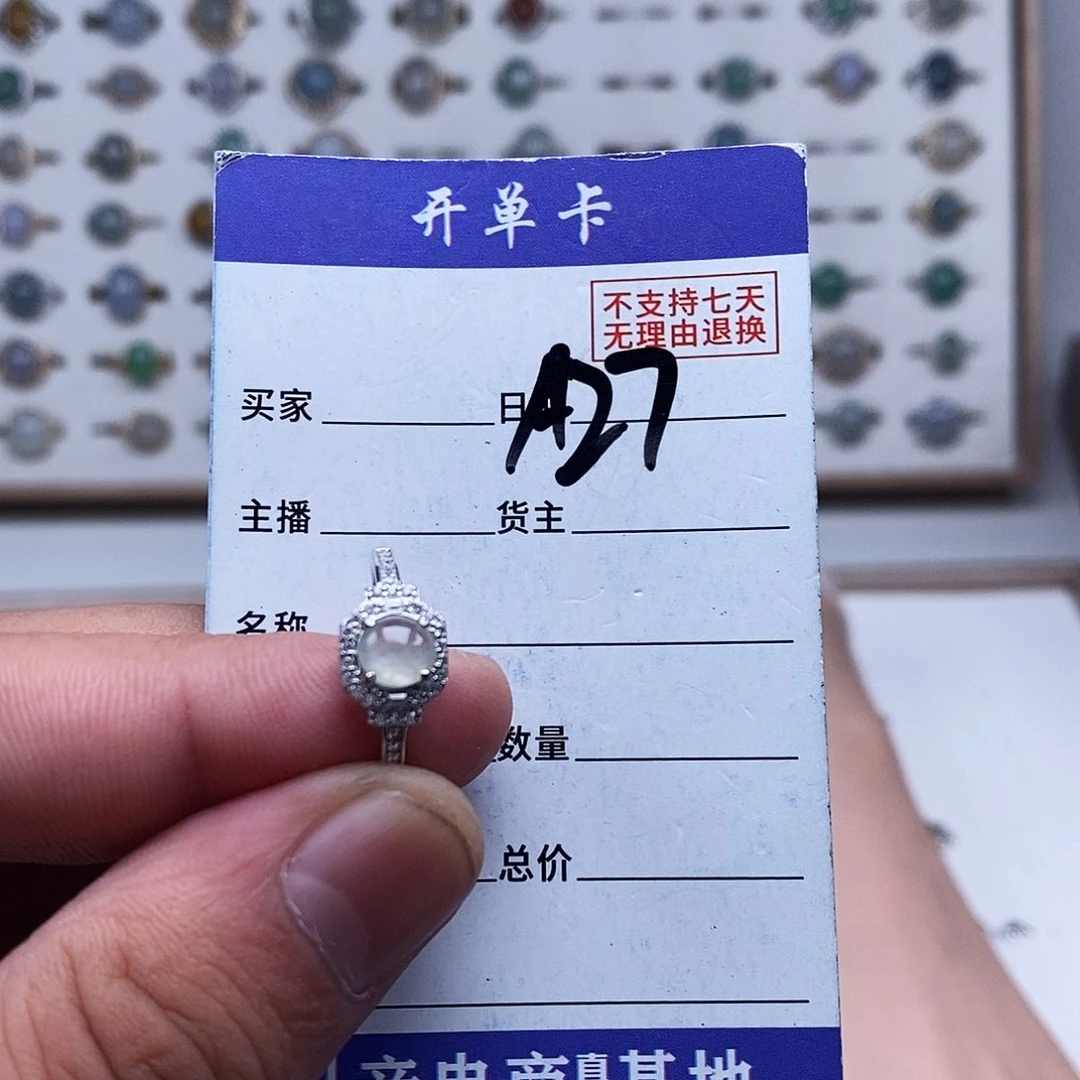 开单卡
不支持七天
无理由退换
A27
买家 日
主播 货主
名称
数量
总价